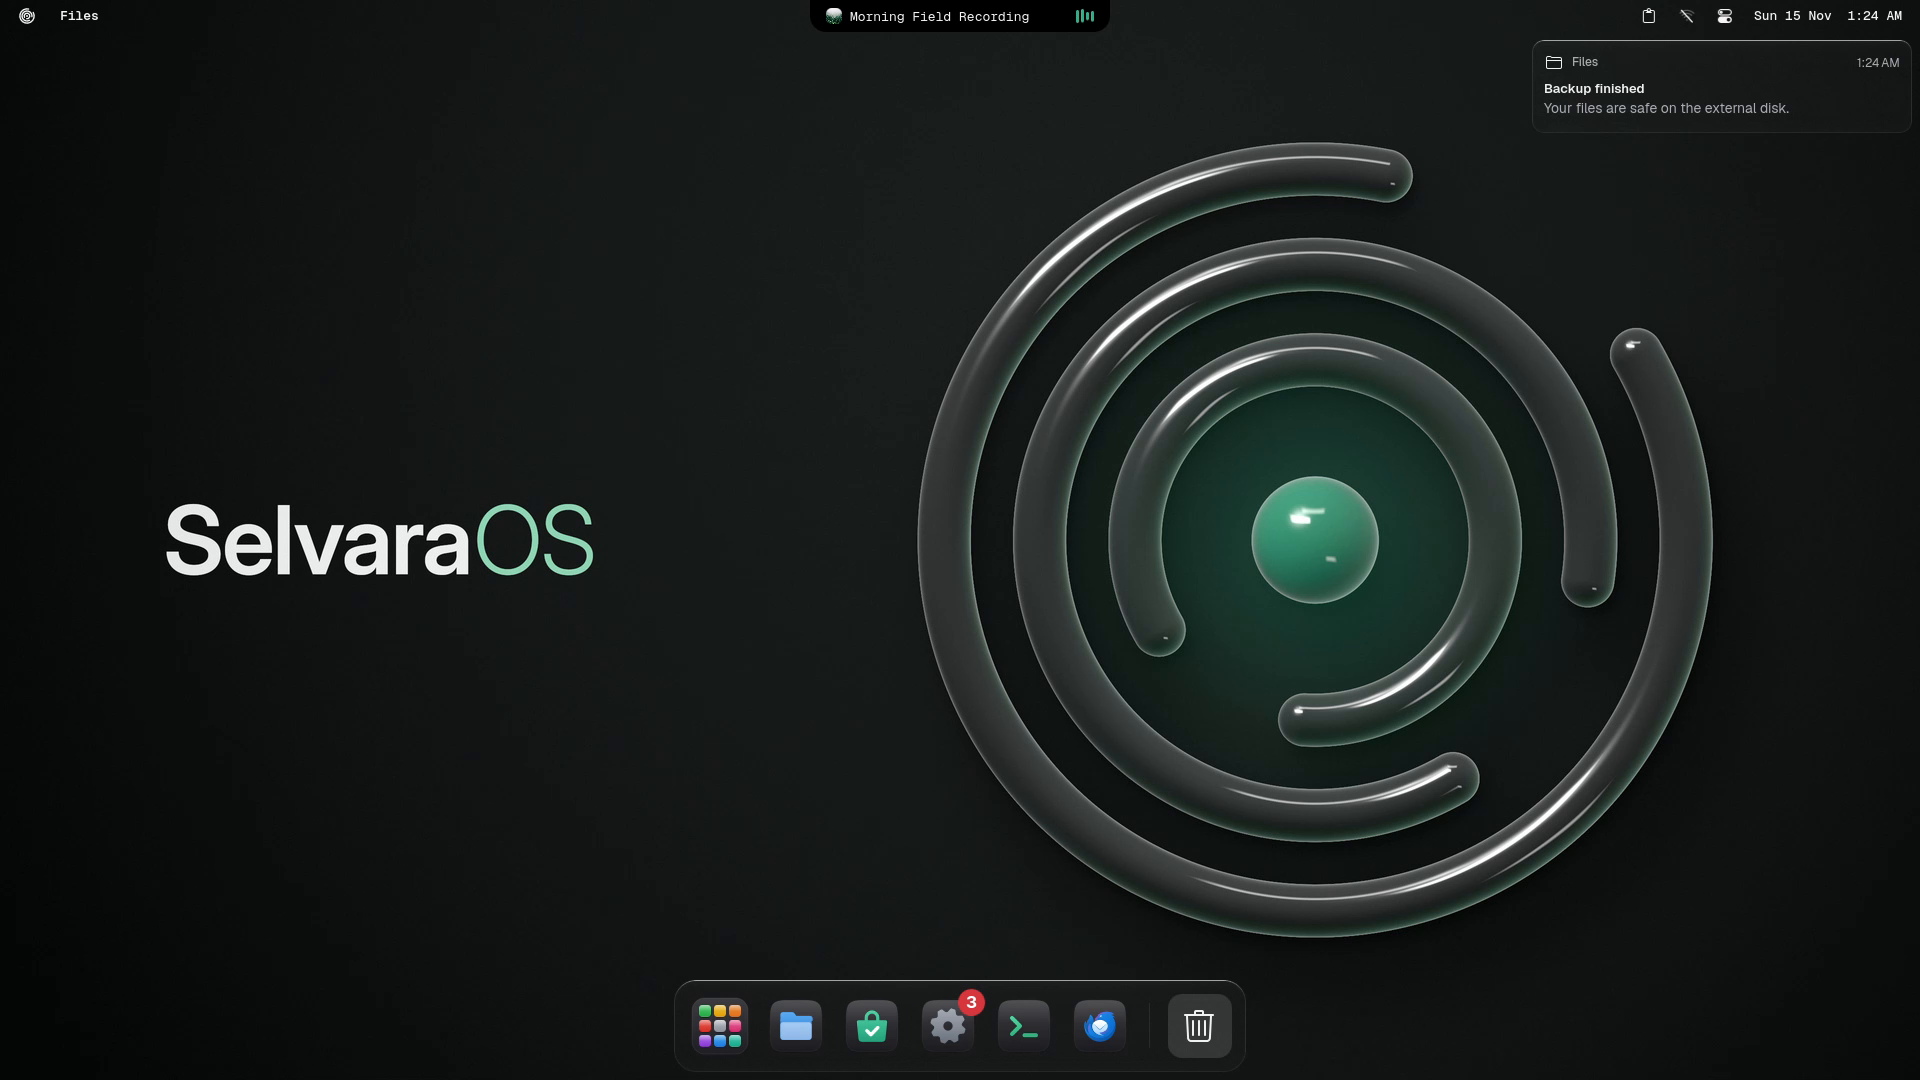 Files
Morning Field Recording
Sun 15 Nov 1:24 AM
Files 1:24 AM
Backup finished
Your files are safe on the external disk.
SelvaraOS
3